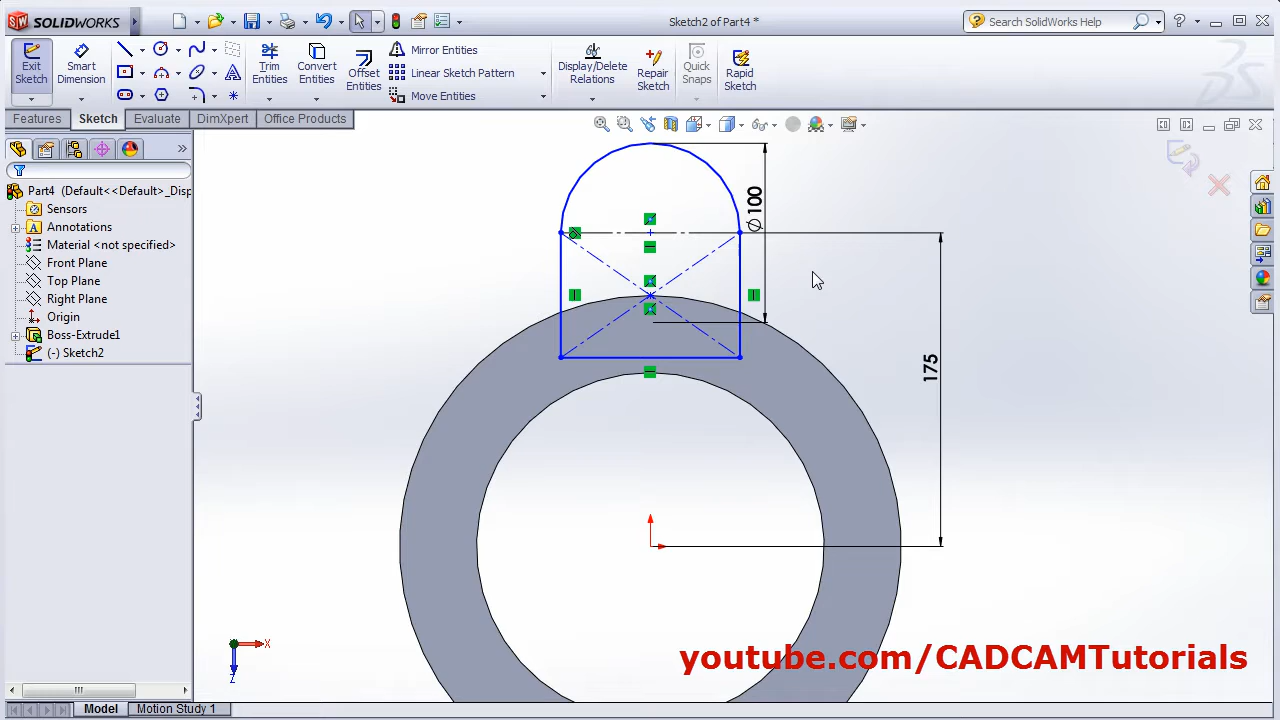 SOLIDWORKS
Sketch2 of Part4 *
Search SolidWorks Help
Exit Sketch
Smart Dimension
Trim Entities
Convert Entities
Offset Entities
Mirror Entities
Linear Sketch Pattern
Move Entities
Display/Delete Relations
Repair Sketch
Quick Snaps
Rapid Sketch
Features
Sketch
Evaluate
DimXpert
Office Products
Part4 (Default<<Default>_Disp
Sensors
Annotations
Material <not specified>
Front Plane
Top Plane
Right Plane
Origin
Boss-Extrude1
(-) Sketch2
Ø100
175
X
Z
youtube.com/CADCAMTutorials
Model
Motion Study 1